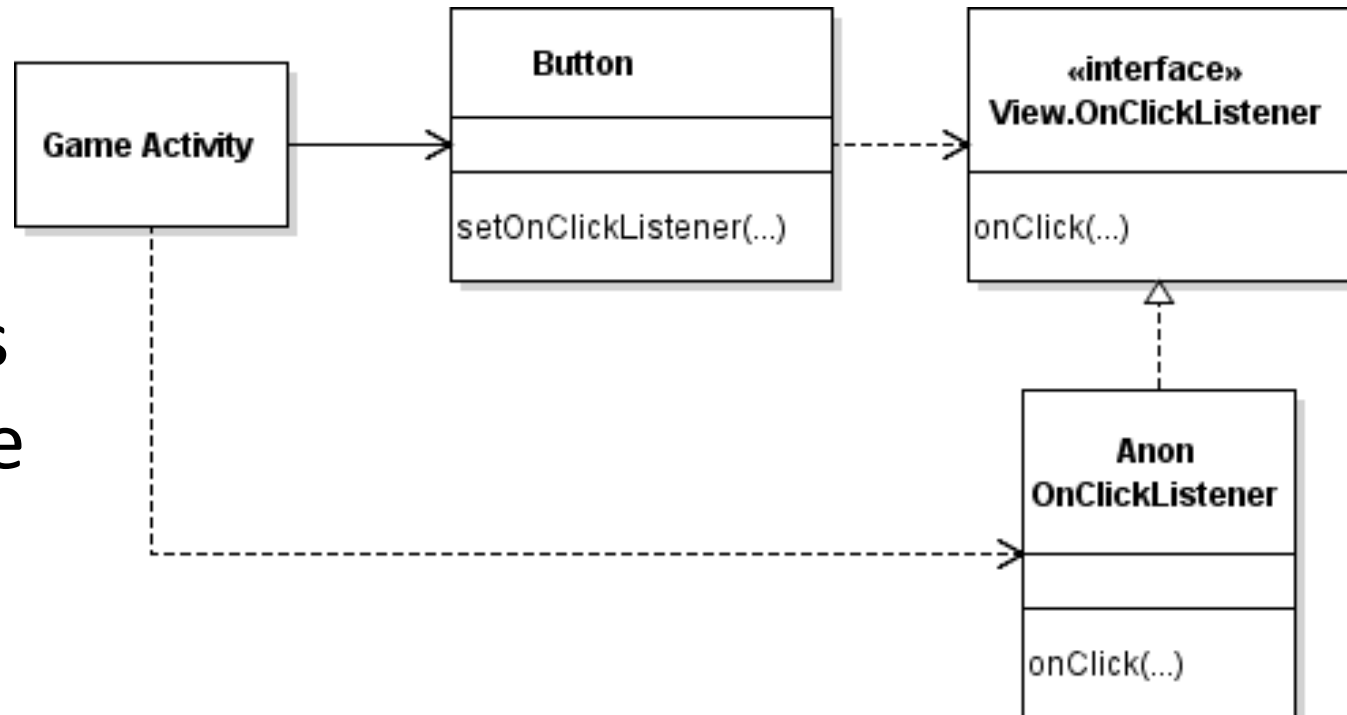 Button
«interface»
View.OnClickListener
Game Activity
setOnClickListener(...)
onClick(...)
s
e
Anon
OnClickListener
onClick(...)